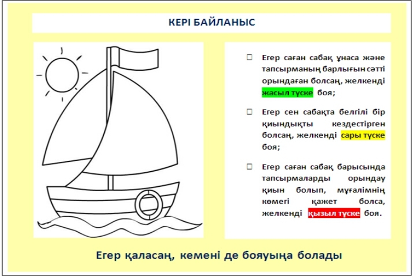 КЕРІ БАЙЛАНЫС
Егер саған сабақ ұнаса және
тапсырманың барлығын сәтті
орындаған болсаң, желкенді
жасыл түске боя;
Егер сен сабақта белгілі бір
қиындықты кездестірген
болсаң, желкенді сары түске
боя;
Егер саған сабақ барысында
тапсырмаларды орындау
қиын болып, мұғалімнің
көмегі қажет болса,
желкенді қызыл түске боя.
Егер қаласаң, кемені де бояуыңа болады